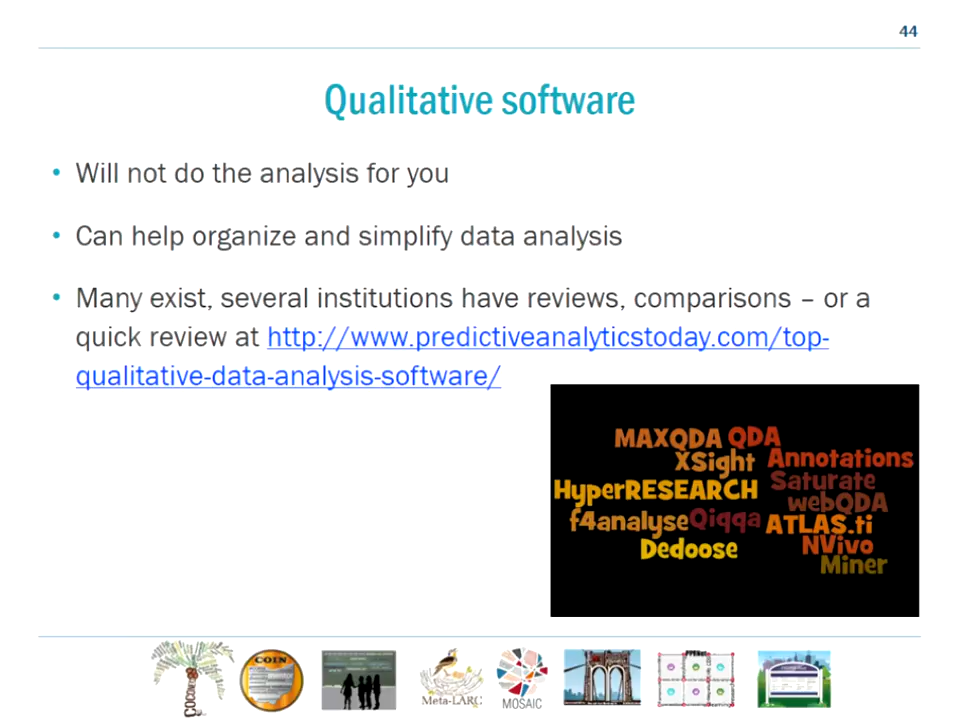 44
Qualitative software
• Will not do the analysis for you
• Can help organize and simplify data analysis
• Many exist, several institutions have reviews, comparisons – or a
quick review at http://www.predictiveanalyticstoday.com/top-
qualitative-data-analysis-software/
MAXQDA QDA
XSight Annotations
HyperRESEARCH Saturate
webQDA
f4analyse Qiqqa ATLAS.ti
Dedoose NVivo
Miner
COCONet
COIN
Meta-LARC
MOSAIC
PPRNet